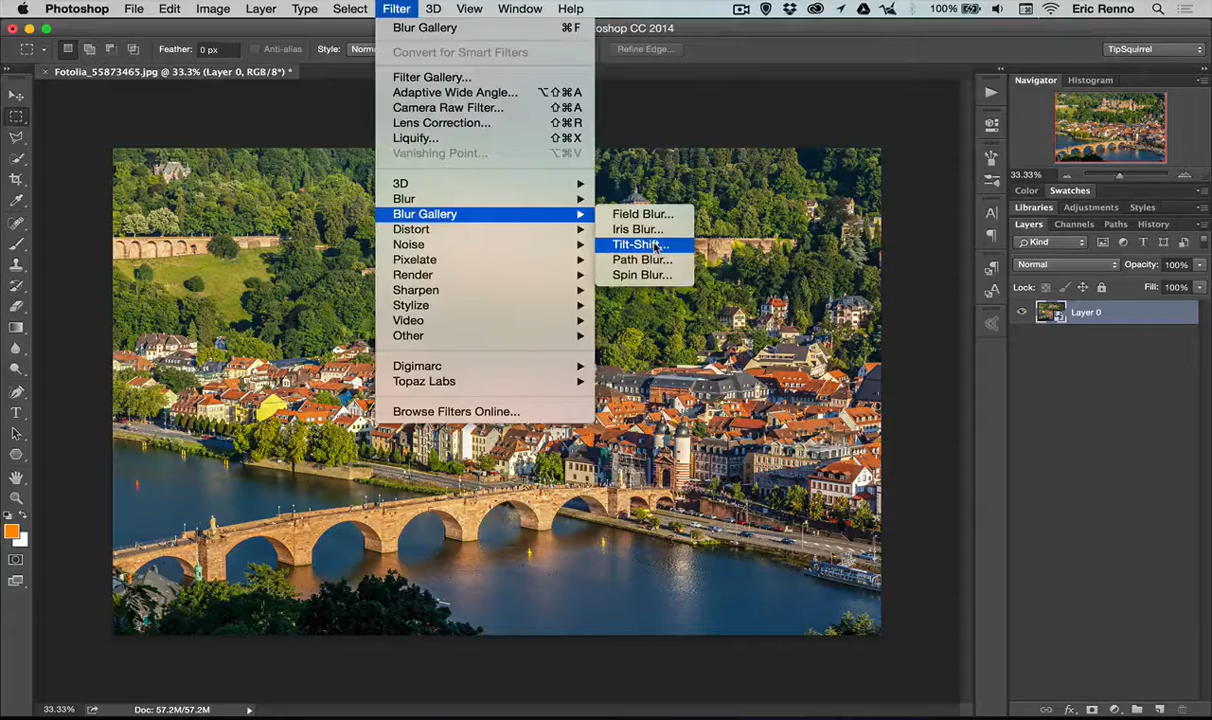 Photoshop File Edit Image Layer Type Select Filter 3D View Window Help 100% Eric Renno
Photoshop CC 2014
Feather: 0 px Anti-alias Style: Refine Edge... TipSquirrel
× Fotolia_55873465.jpg @ 33.3% (Layer 0, RGB/8*) *
Blur Gallery ⌘F
Convert for Smart Filters
Filter Gallery...
Adaptive Wide Angle... ⌥⇧⌘A
Camera Raw Filter... ⇧⌘A
Lens Correction... ⇧⌘R
Liquify... ⇧⌘X
Vanishing Point... ⌥⌘V
3D
Blur
Blur Gallery
Distort
Noise
Pixelate
Render
Sharpen
Stylize
Video
Other
Digimarc
Topaz Labs
Browse Filters Online...
Field Blur...
Iris Blur...
Tilt-Shift...
Path Blur...
Spin Blur...
Navigator Histogram
33.33%
Color Swatches
Libraries Adjustments Styles
Layers Channels Paths History
Kind
Normal Opacity: 100%
Lock: Fill: 100%
Layer 0
33.33% Doc: 57.2M/57.2M